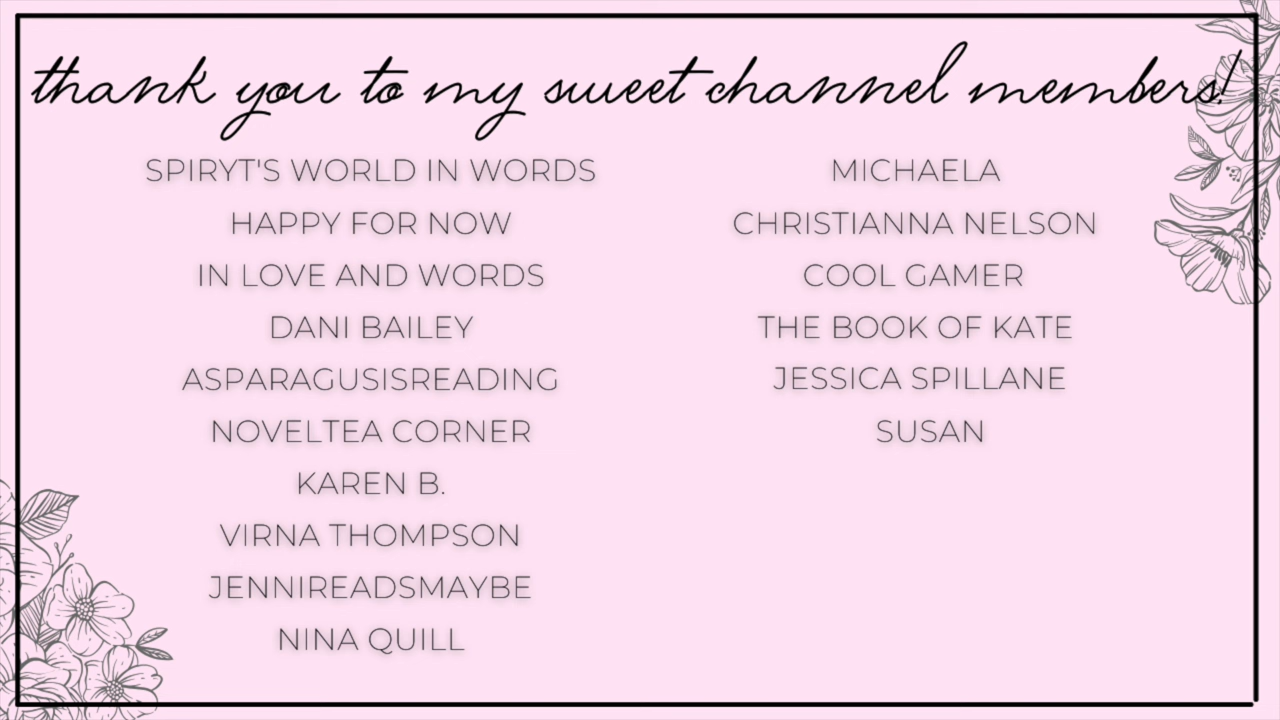 thank you to my sweet channel members!
SPIRYT'S WORLD IN WORDS
HAPPY FOR NOW
IN LOVE AND WORDS
DANI BAILEY
ASPARAGUSISREADING
NOVELTEA CORNER
KAREN B.
VIRNA THOMPSON
JENNIREADSMAYBE
NINA QUILL
MICHAELA
CHRISTIANNA NELSON
COOL GAMER
THE BOOK OF KATE
JESSICA SPILLANE
SUSAN